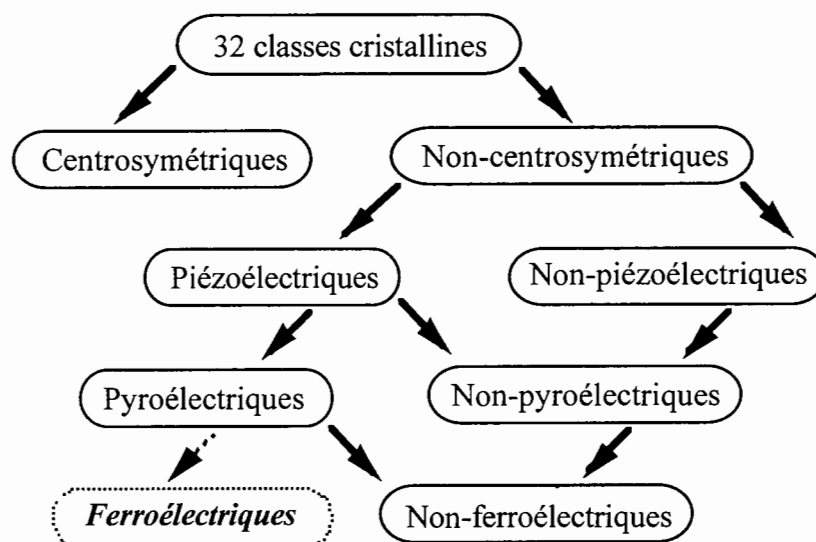 32 classes cristallines
Centrosymétriques
Non-centrosymétriques
Piézoélectriques
Non-piézoélectriques
Pyroélectriques
Non-pyroélectriques
Ferroélectriques
Non-ferroélectriques